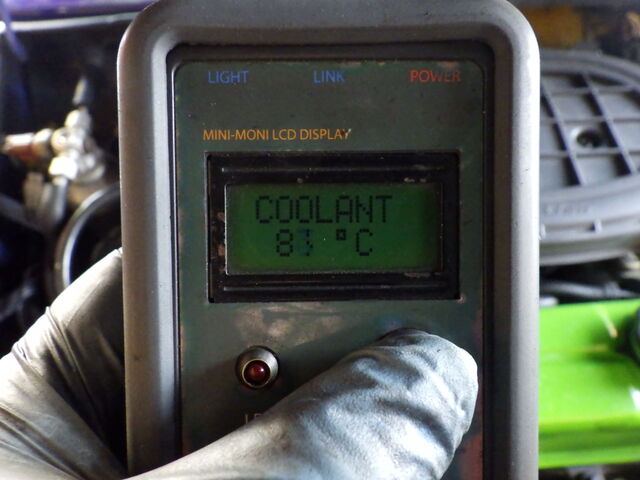 LIGHT LINK POWER
MINI-MONI LCD DISPLAY
COOLANT
°C